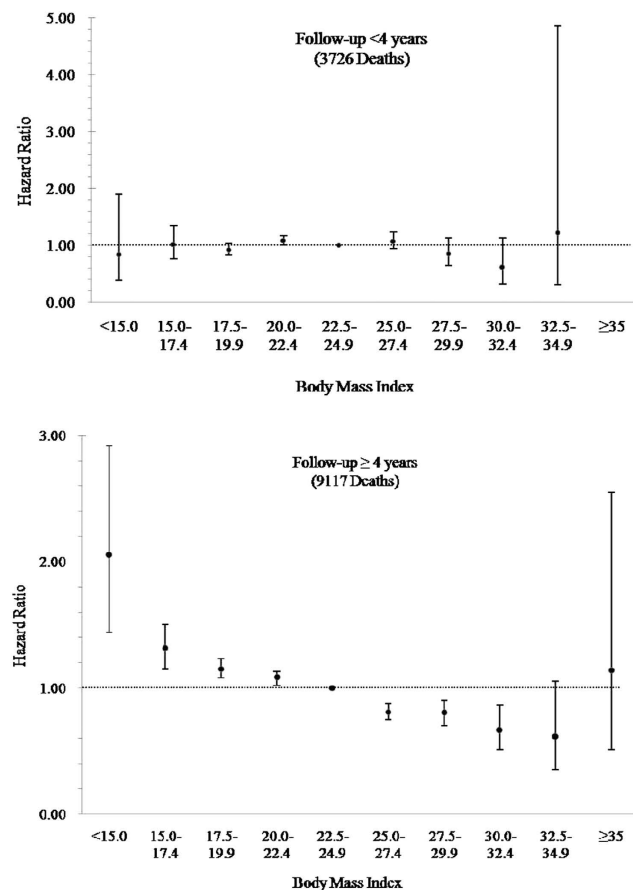 5.00
Follow-up <4 years
(3726 Deaths)
4.00
3.00
2.00
1.00
0.00
Hazard Ratio
<15.0 15.0- 17.5- 20.0- 22.5- 25.0- 27.5- 30.0- 32.5- ≥35
17.4 19.9 22.4 24.9 27.4 29.9 32.4 34.9
Body Mass Index
3.00
Follow-up ≥ 4 years
(9117 Deaths)
2.00
1.00
0.00
Hazard Ratio
<15.0 15.0- 17.5- 20.0- 22.5- 25.0- 27.5- 30.0- 32.5- ≥35
17.4 19.9 22.4 24.9 27.4 29.9 32.4 34.9
Body Mass Index